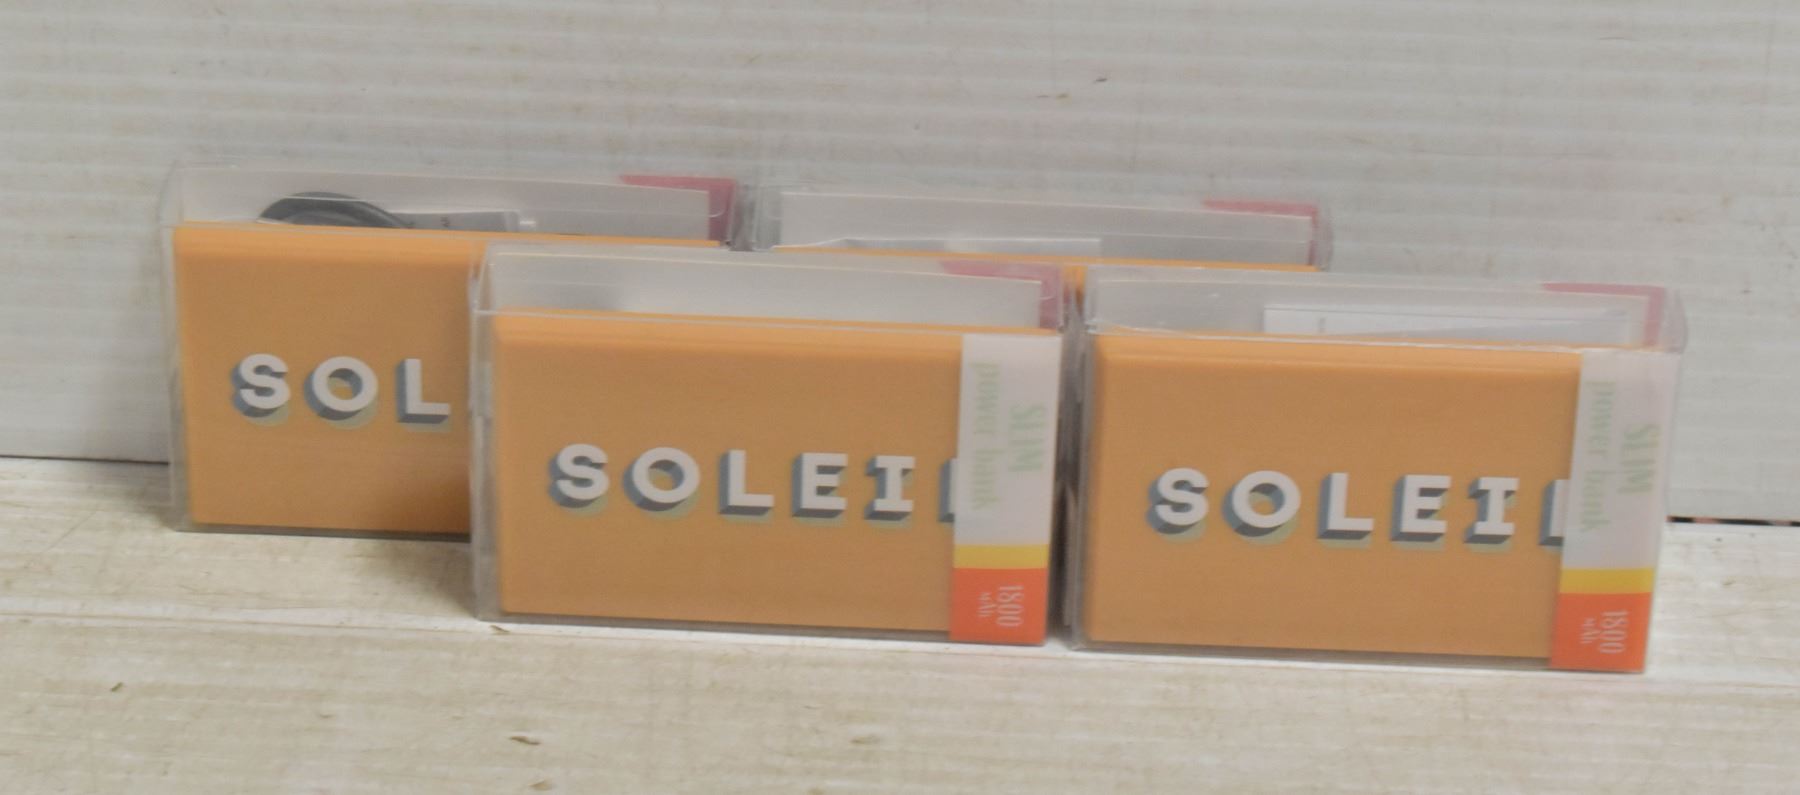 SOL
SOLEIL
SLIM
power bank
1800
MAh
SOLEIL
SLIM
power bank
1800
MAh